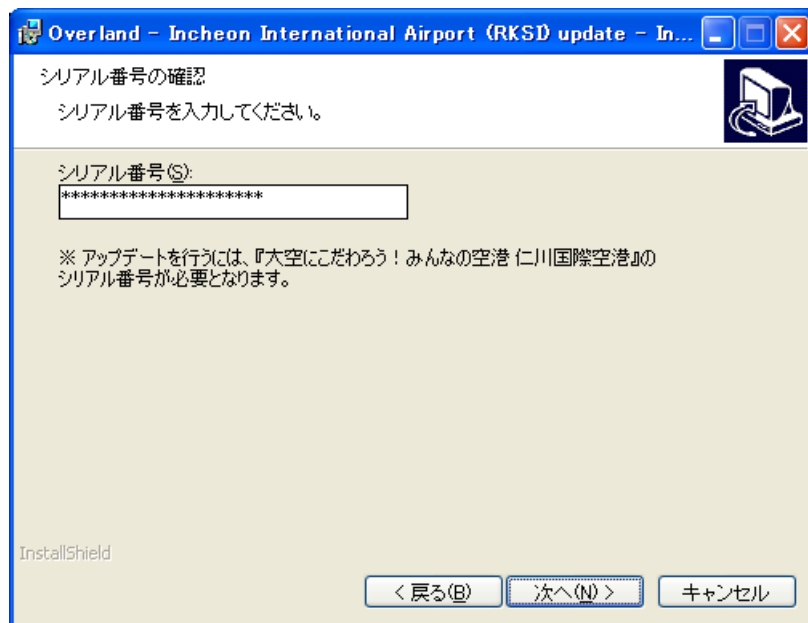 Overland - Incheon International Airport (RKSI) update - In...
シリアル番号の確認
シリアル番号を入力してください。
シリアル番号(S):
*********************
※ アップデートを行うには、『大空にこだわろう！みんなの空港 仁川国際空港』の
シリアル番号が必要となります。
InstallShield
< 戻る(B)
次へ(N) >
キャンセル